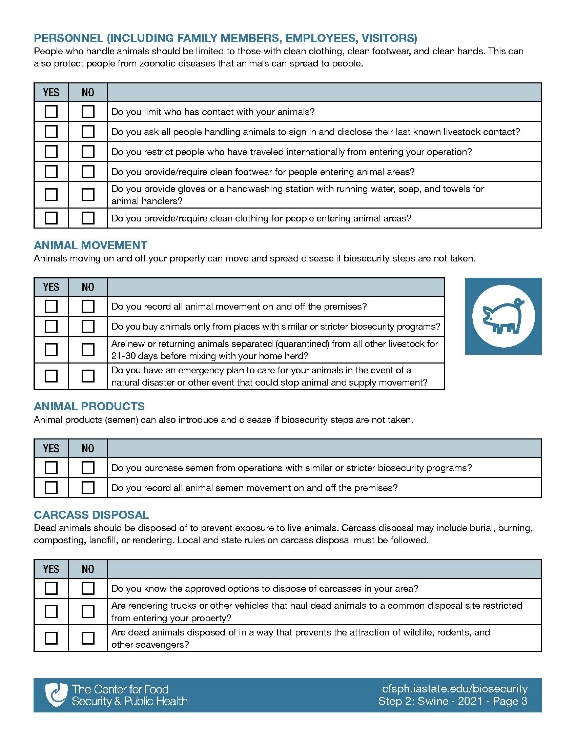 PERSONNEL (INCLUDING FAMILY MEMBERS, EMPLOYEES, VISITORS)
People who handle animals should be limited to those with clean clothing, clean footwear, and clean hands. This can
also protect people from zoonotic diseases that animals can spread to people.
YES NO
Do you limit who has contact with your animals?
Do you ask all people handling animals to sign in and disclose their last known livestock contact?
Do you restrict people who have traveled internationally from entering your operation?
Do you provide/require clean footwear for people entering animal areas?
Do you provide gloves or a handwashing station with running water, soap, and towels for
animal handlers?
Do you provide/require clean clothing for people entering animal areas?
ANIMAL MOVEMENT
Animals moving on and off your property can move and spread disease if biosecurity steps are not taken.
YES NO
Do you record all animal movement on and off the premises?
Do you buy animals only from places with similar or stricter biosecurity programs?
Are new or returning animals separated (quarantined) from all other livestock for
21-30 days before mixing with your home herd?
Do you have an emergency plan to care for your animals in the event of a
natural disaster or other event that could stop animal and supply movement?
ANIMAL PRODUCTS
Animal products (semen) can also introduce and disease if biosecurity steps are not taken.
YES NO
Do you purchase semen from operations with similar or stricter biosecurity programs?
Do you record all animal semen movement on and off the premises?
CARCASS DISPOSAL
Dead animals should be disposed of to prevent exposure to live animals. Carcass disposal may include burial, burning,
composting, landfill, or rendering. Local and state rules on carcass disposal must be followed.
YES NO
Do you know the approved options to dispose of carcasses in your area?
Are rendering trucks or other vehicles that haul dead animals to a common disposal site restricted
from entering your property?
Are dead animals disposed of in a way that prevents the attraction of wildlife, rodents, and
other scavengers?
The Center for Food
Security & Public Health
cfsph.iastate.edu/biosecurity
Step 2: Swine - 2021 - Page 3